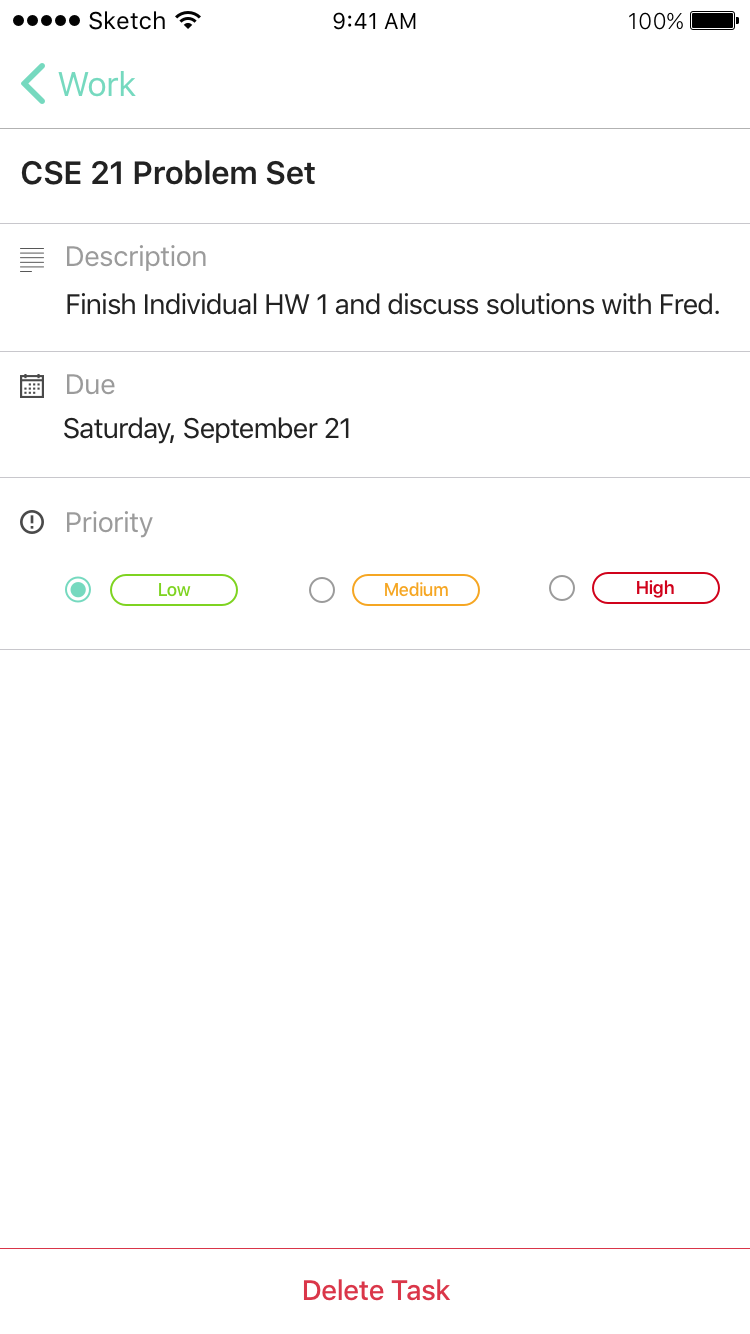 Sketch 9:41 AM 100%
Work
CSE 21 Problem Set
Description
Finish Individual HW 1 and discuss solutions with Fred.
Due
Saturday, September 21
Priority
Low Medium High
Delete Task